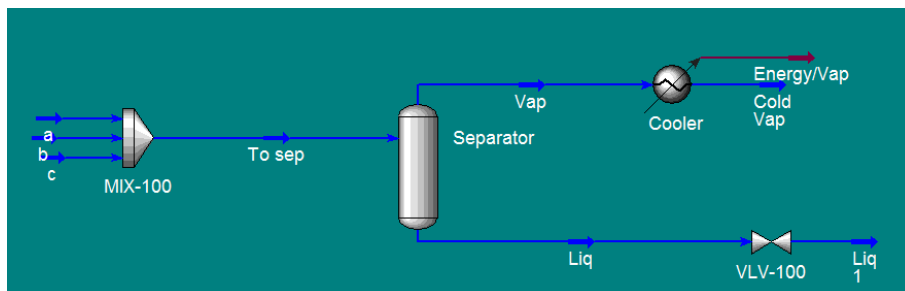 Energy/Vap
Vap
Cold
Vap
Cooler
a
b
c
To sep
Separator
MIX-100
Liq
VLV-100
Liq
1